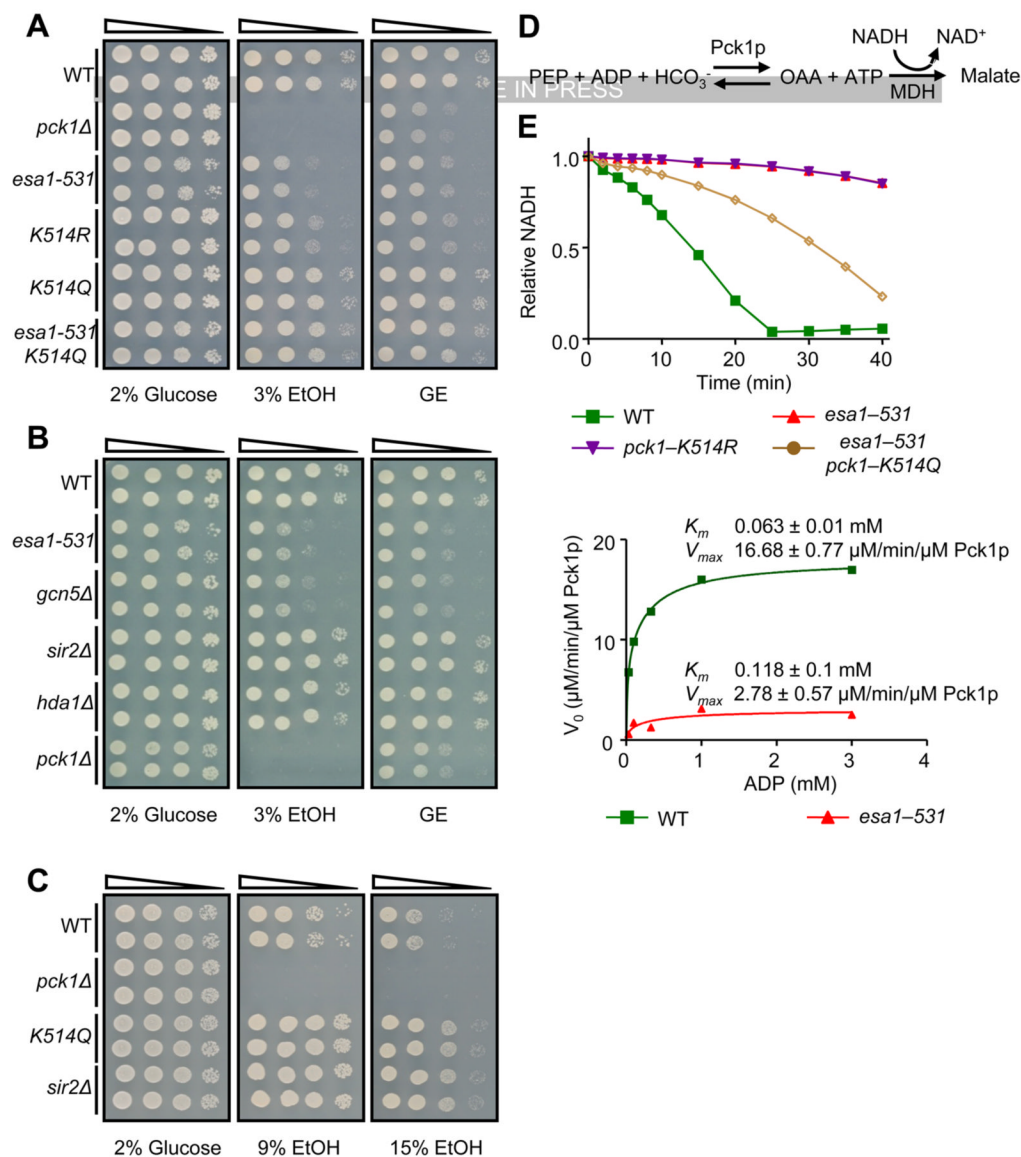 A
WT
pck1Δ
esa1-531
K514R
K514Q
esa1-531
K514Q
2% Glucose
3% EtOH
GE
B
WT
esa1-531
gcn5Δ
sir2Δ
hda1Δ
pck1Δ
2% Glucose
3% EtOH
GE
C
WT
pck1Δ
K514Q
sir2Δ
2% Glucose
9% EtOH
15% EtOH
D
Pck1p
NADH
NAD+
PEP + ADP + HCO3-
OAA + ATP
Malate
MDH
E IN PRESS
E
Relative NADH
1.0
0.5
0.0
0
10
20
30
40
Time (min)
WT
esa1–531
pck1–K514R
esa1–531
pck1–K514Q
Km 0.063 ± 0.01 mM
Vmax 16.68 ± 0.77 µM/min/µM Pck1p
Km 0.118 ± 0.1 mM
Vmax 2.78 ± 0.57 µM/min/µM Pck1p
V0 (µM/min/µM Pck1p)
20
10
0
0
1
2
3
4
ADP (mM)
WT
esa1–531